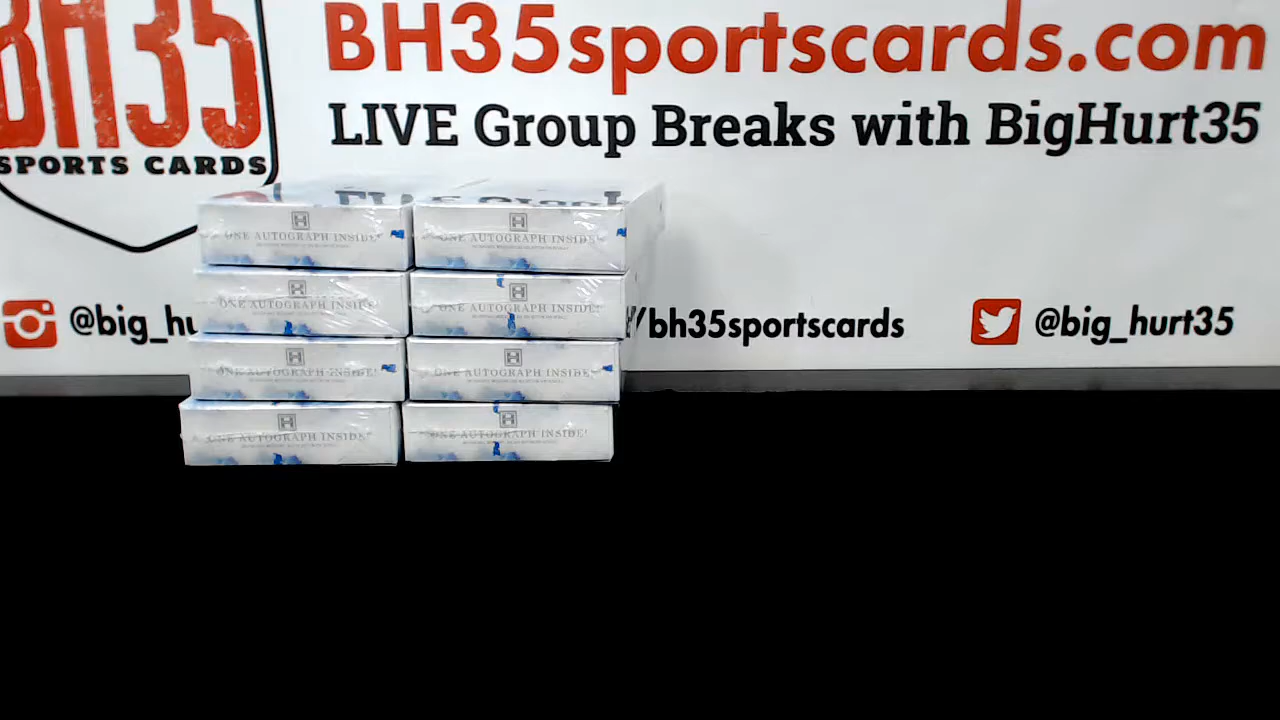 BH35
SPORTS CARDS
BH35sportscards.com
LIVE Group Breaks with BigHurt35
@big_hu
/bh35sportscards
@big_hurt35
H
ONE AUTOGRAPH INSIDE!
H
ONE AUTOGRAPH INSIDE!
H
ONE AUTOGRAPH INSIDE
H
ONE AUTOGRAPH INSIDE!
H
ONE AUTOGRAPH INSIDE!
H
ONE AUTOGRAPH INSIDE!
H
ONE AUTOGRAPH INSIDE!
H
ONE AUTOGRAPH INSIDE!